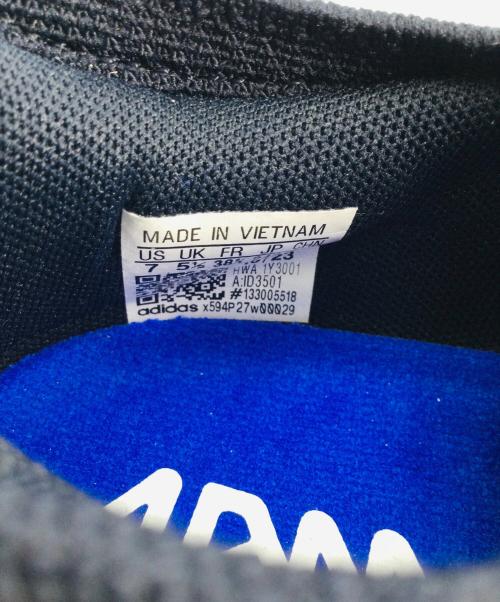 MADE IN VIETNAM
US UK FR JP CHN
7 5½ 38⅔
HWA 1Y3001
A:ID3501
#133005518
adidas x594P27w00029